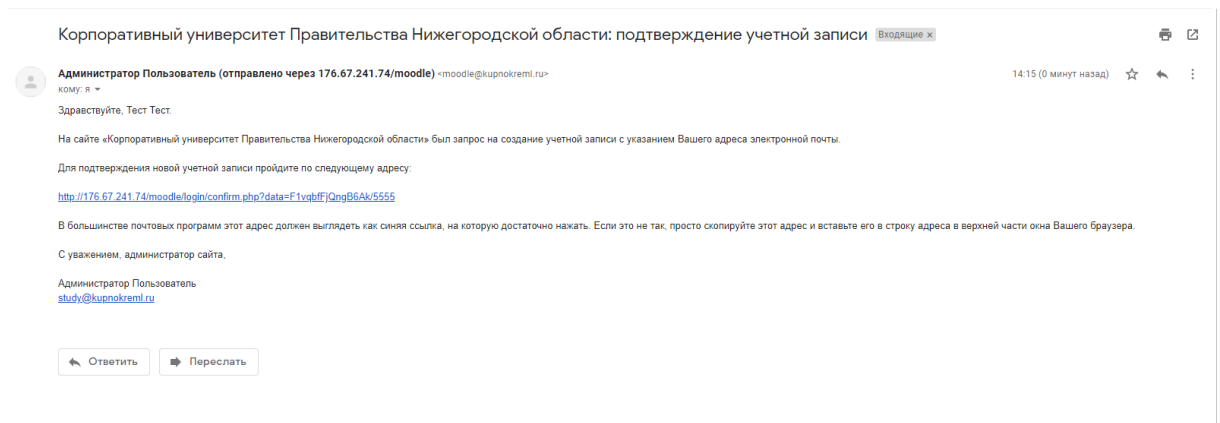 Корпоративный университет Правительства Нижегородской области: подтверждение учетной записи Входящие ×
Администратор Пользователь (отправлено через 176.67.241.74/moodle) <moodle@kupnokreml.ru> 14:15 (0 минут назад)
кому: я
Здравствуйте, Тест Тест.
На сайте «Корпоративный университет Правительства Нижегородской области» был запрос на создание учетной записи с указанием Вашего адреса электронной почты.
Для подтверждения новой учетной записи пройдите по следующему адресу:
http://176.67.241.74/moodle/login/confirm.php?data=F1vqbfFjQngB6Ak/5555
В большинстве почтовых программ этот адрес должен выглядеть как синяя ссылка, на которую достаточно нажать. Если это не так, просто скопируйте этот адрес и вставьте его в строку адреса в верхней части окна Вашего браузера.
С уважением, администратор сайта,
Администратор Пользователь
study@kupnokreml.ru
Ответить Переслать